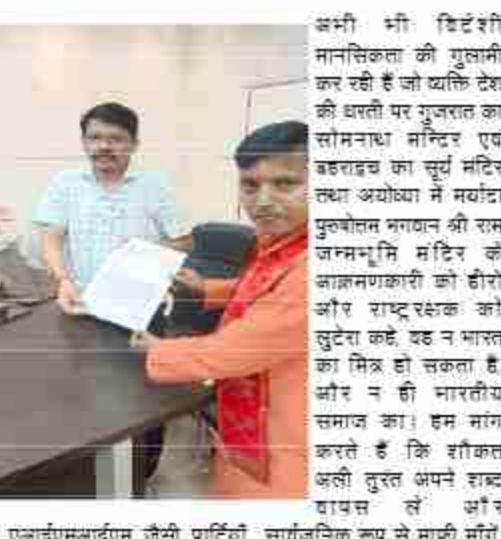 अभी भी विदेशी
मानसिकता की गुलामी
कर रही हैं जो व्यक्ति देश
की धरती पर गुजरात का
सोमनाथ मन्दिर एवं
बहराइच का सूर्य मंदिर
तथा अयोध्या में मर्यादा
पुरुषोत्तम भगवान श्री राम
जन्मभूमि मंदिर के
आक्रमणकारी को हीरो
और राष्ट्ररक्षक को
लुटेरा कहे, वह न भारत
का मित्र हो सकता है,
और न ही भारतीय
समाज का। हम मांग
करते हैं कि शौकत
अली तुरंत अपने शब्द
वापस लें और
एआईएमआईएम जैसी पार्टियाँ सार्वजनिक रूप से माफी माँगें